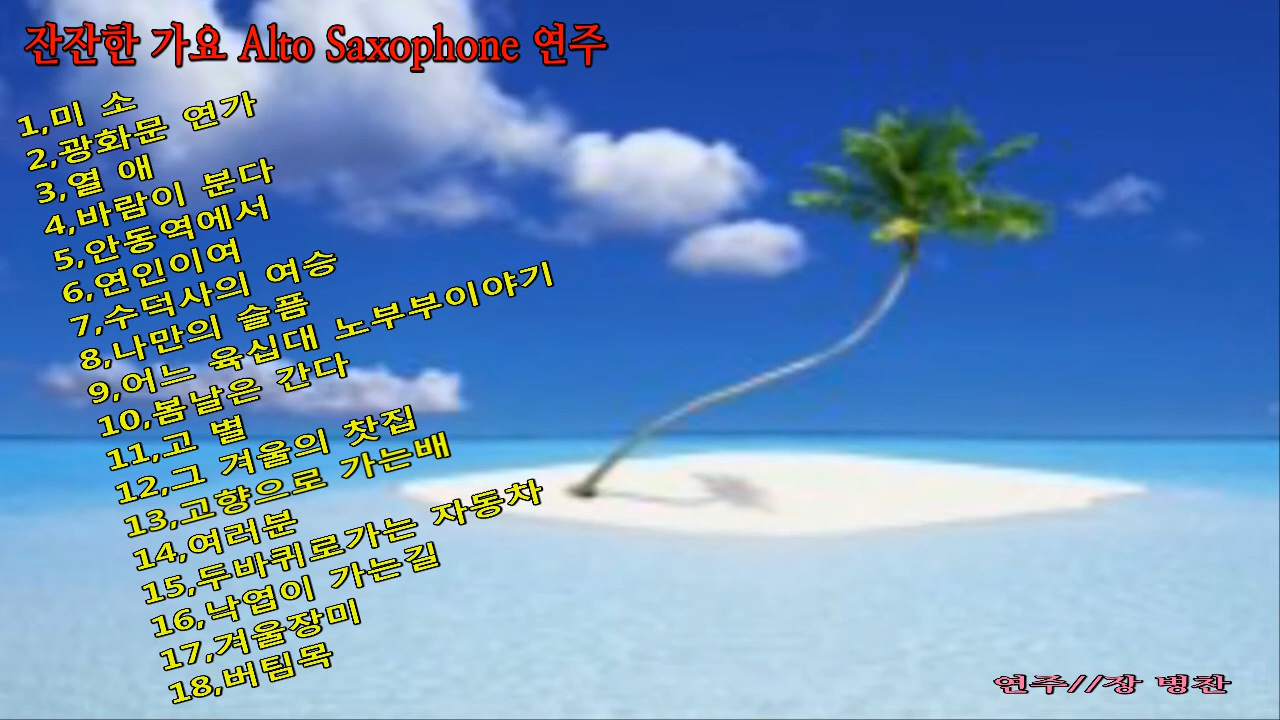 잔잔한 가요 Alto Saxophone 연주
1,미 소
2,광화문 연가
3,열 애
4,바람이 분다
5,안동역에서
6,연인이여
7,수덕사의 여승
8,나만의 슬픔
9,어느 육십대 노부부이야기
10,봄날은 간다
11,고 별
12,그 겨울의 찻집
13,고향으로 가는배
14,여러분
15,두바퀴로가는 자동차
16,낙엽이 가는길
17,겨울장미
18,버팀목
연주//장 병찬